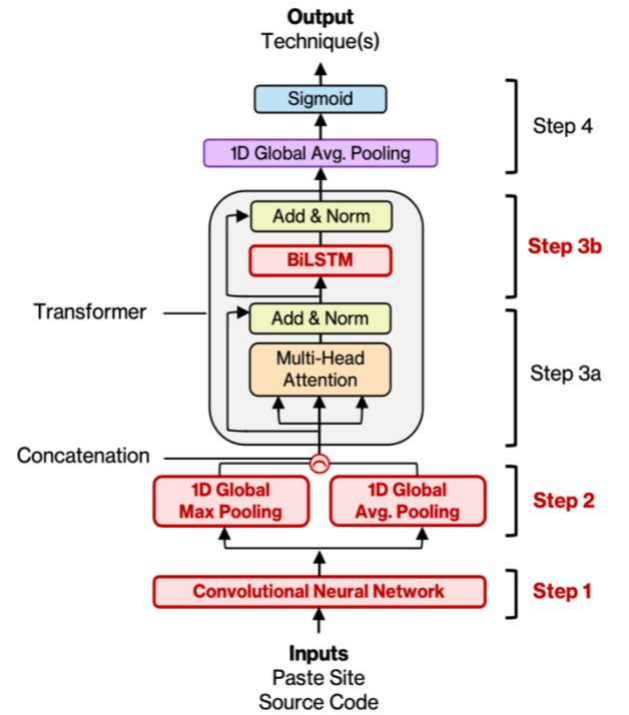 Output
Technique(s)
Sigmoid
Step 4
1D Global Avg. Pooling
Add & Norm
Step 3b
BiLSTM
Transformer
Add & Norm
Multi-Head
Attention
Step 3a
Concatenation
1D Global
Max Pooling
1D Global
Avg. Pooling
Step 2
Convolutional Neural Network
Step 1
Inputs
Paste Site
Source Code